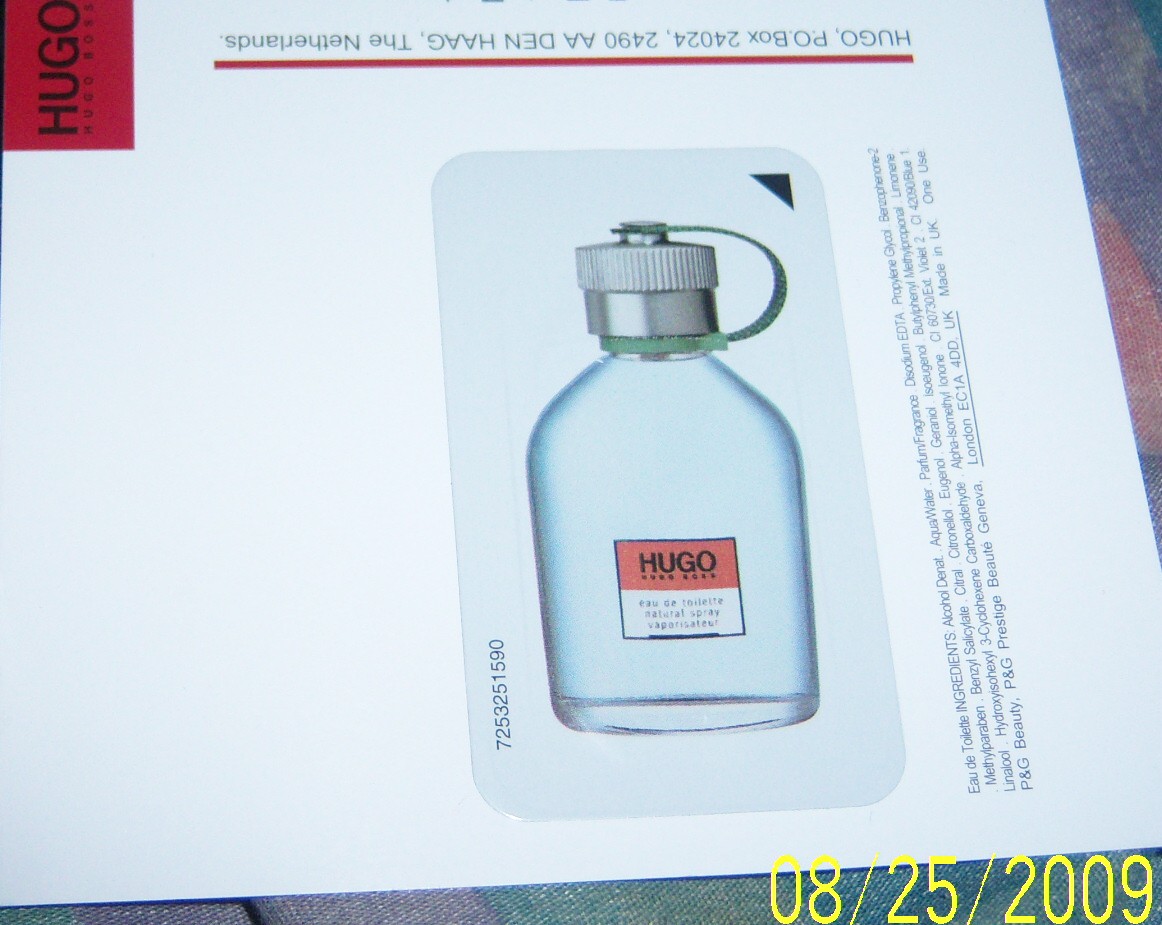 HUGO
HUGO BOSS
HUGO, P.O.Box 24024, 2490 AA DEN HAAG, The Netherlands.
HUGO
HUGO BOSS
eau de toilette
natural spray
vaporisateur
7253251590
Eau de Toilette INGREDIENTS: Alcohol Denat. . Aqua/Water . Parfum/Fragrance . Disodium EDTA . Propylene Glycol . Benzophenone-2
. Methylparaben . Benzyl Salicylate . Citral . Citronellol . Eugenol . Geraniol . Isoeugenol . Butylphenyl Methylpropional . Limonene
Linalool . Hydroxyisohexyl 3-Cyclohexene Carboxaldehyde . Alpha-Isomethyl Ionone . CI 60730/Ext. Violet 2 . CI 42090/Blue 1.
P&G Beauty, P&G Prestige Beauté Geneva, London EC1A 4DD, UK Made in UK. One Use.
08/25/2009